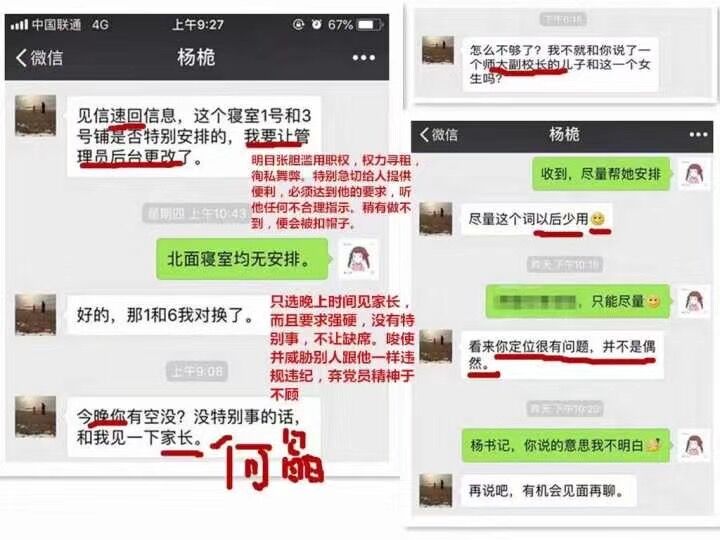 中国联通 4G 上午9:27 67%
微信 杨桅
见信速回信息，这个寝室1号和3
号铺是否特别安排的，我要让管
理员后台更改了。
明目张胆滥用职权，权力寻租，
徇私舞弊。特别急切给人提供
便利，必须达到他的要求，听
他任何不合理指示。稍有做不
到，便会被扣帽子。
星期四 上午10:43
北面寝室均无安排。
好的，那1和6我对换了。
只选晚上时间见家长，
而且要求强硬，没有特
别事，不让缺席。唆使
并威胁别人跟他一样违
规违纪，弃党员精神于
不顾
上午9:08
今晚你有空没？没特别事的话，
和我见一下家长。
何晶
怎么不够了？我不就和你说了一
个师大副校长的儿子和这一个女
生吗？
微信 杨桅
收到，尽量帮她安排
尽量这个词以后少用
昨天 下午10:16
，只能尽量
看来你定位很有问题，并不是偶
然。
昨天 下午10:20
杨书记，你说的意思我不明白
再说吧，有机会见面再聊。